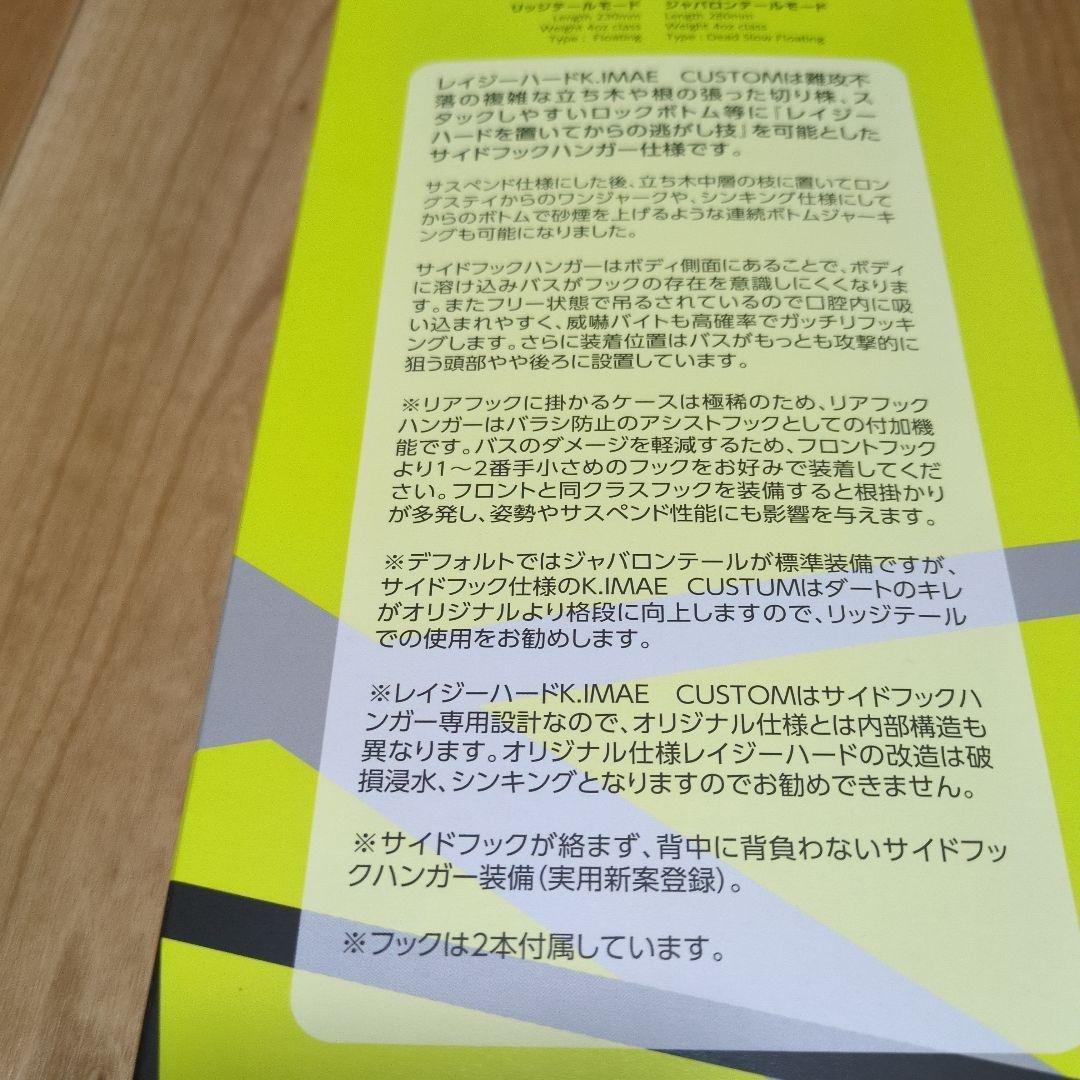 リッジテールモード ジャバロンテールモード
Length 230mm Length 280mm
Weight 4oz class Weight 4oz class
Type : Floating Type : Dead Slow Floating
レイジーハードK.IMAE CUSTOMは難攻不
落の複雑な立ち木や根の張った切り株、ス
タックしやすいロックボトム等に『レイジー
ハードを置いてからの逃がし技』を可能とした
サイドフックハンガー仕様です。
サスペンド仕様にした後、立ち木中層の枝に置いてロン
グステイからのワンジャークや、シンキング仕様にして
からのボトムで砂煙を上げるような連続ボトムジャーキ
ングも可能になりました。
サイドフックハンガーはボディ側面にあることで、ボディ
に溶け込みバスがフックの存在を意識しにくくなりま
す。またフリー状態で吊るされているので口腔内に吸
い込まれやすく、威嚇バイトも高確率でガッチリフッキ
ングします。さらに装着位置はバスがもっとも攻撃的に
狙う頭部やや後ろに設置しています。
※リアフックに掛かるケースは極稀のため、リアフック
ハンガーはバラシ防止のアシストフックとしての付加機
能です。バスのダメージを軽減するため、フロントフック
より1～2番手小さめのフックをお好みで装着してくだ
さい。フロントと同クラスフックを装備すると根掛かり
が多発し、姿勢やサスペンド性能にも影響を与えます。
※デフォルトではジャバロンテールが標準装備ですが、
サイドフック仕様のK.IMAE CUSTUMはダートのキレ
がオリジナルより格段に向上しますので、リッジテール
での使用をお勧めします。
※レイジーハードK.IMAE CUSTOMはサイドフックハ
ンガー専用設計なので、オリジナル仕様とは内部構造も
異なります。オリジナル仕様レイジーハードの改造は破
損浸水、シンキングとなりますのでお勧めできません。
※サイドフックが絡まず、背中に背負わないサイドフッ
クハンガー装備(実用新案登録)。
※フックは2本付属しています。